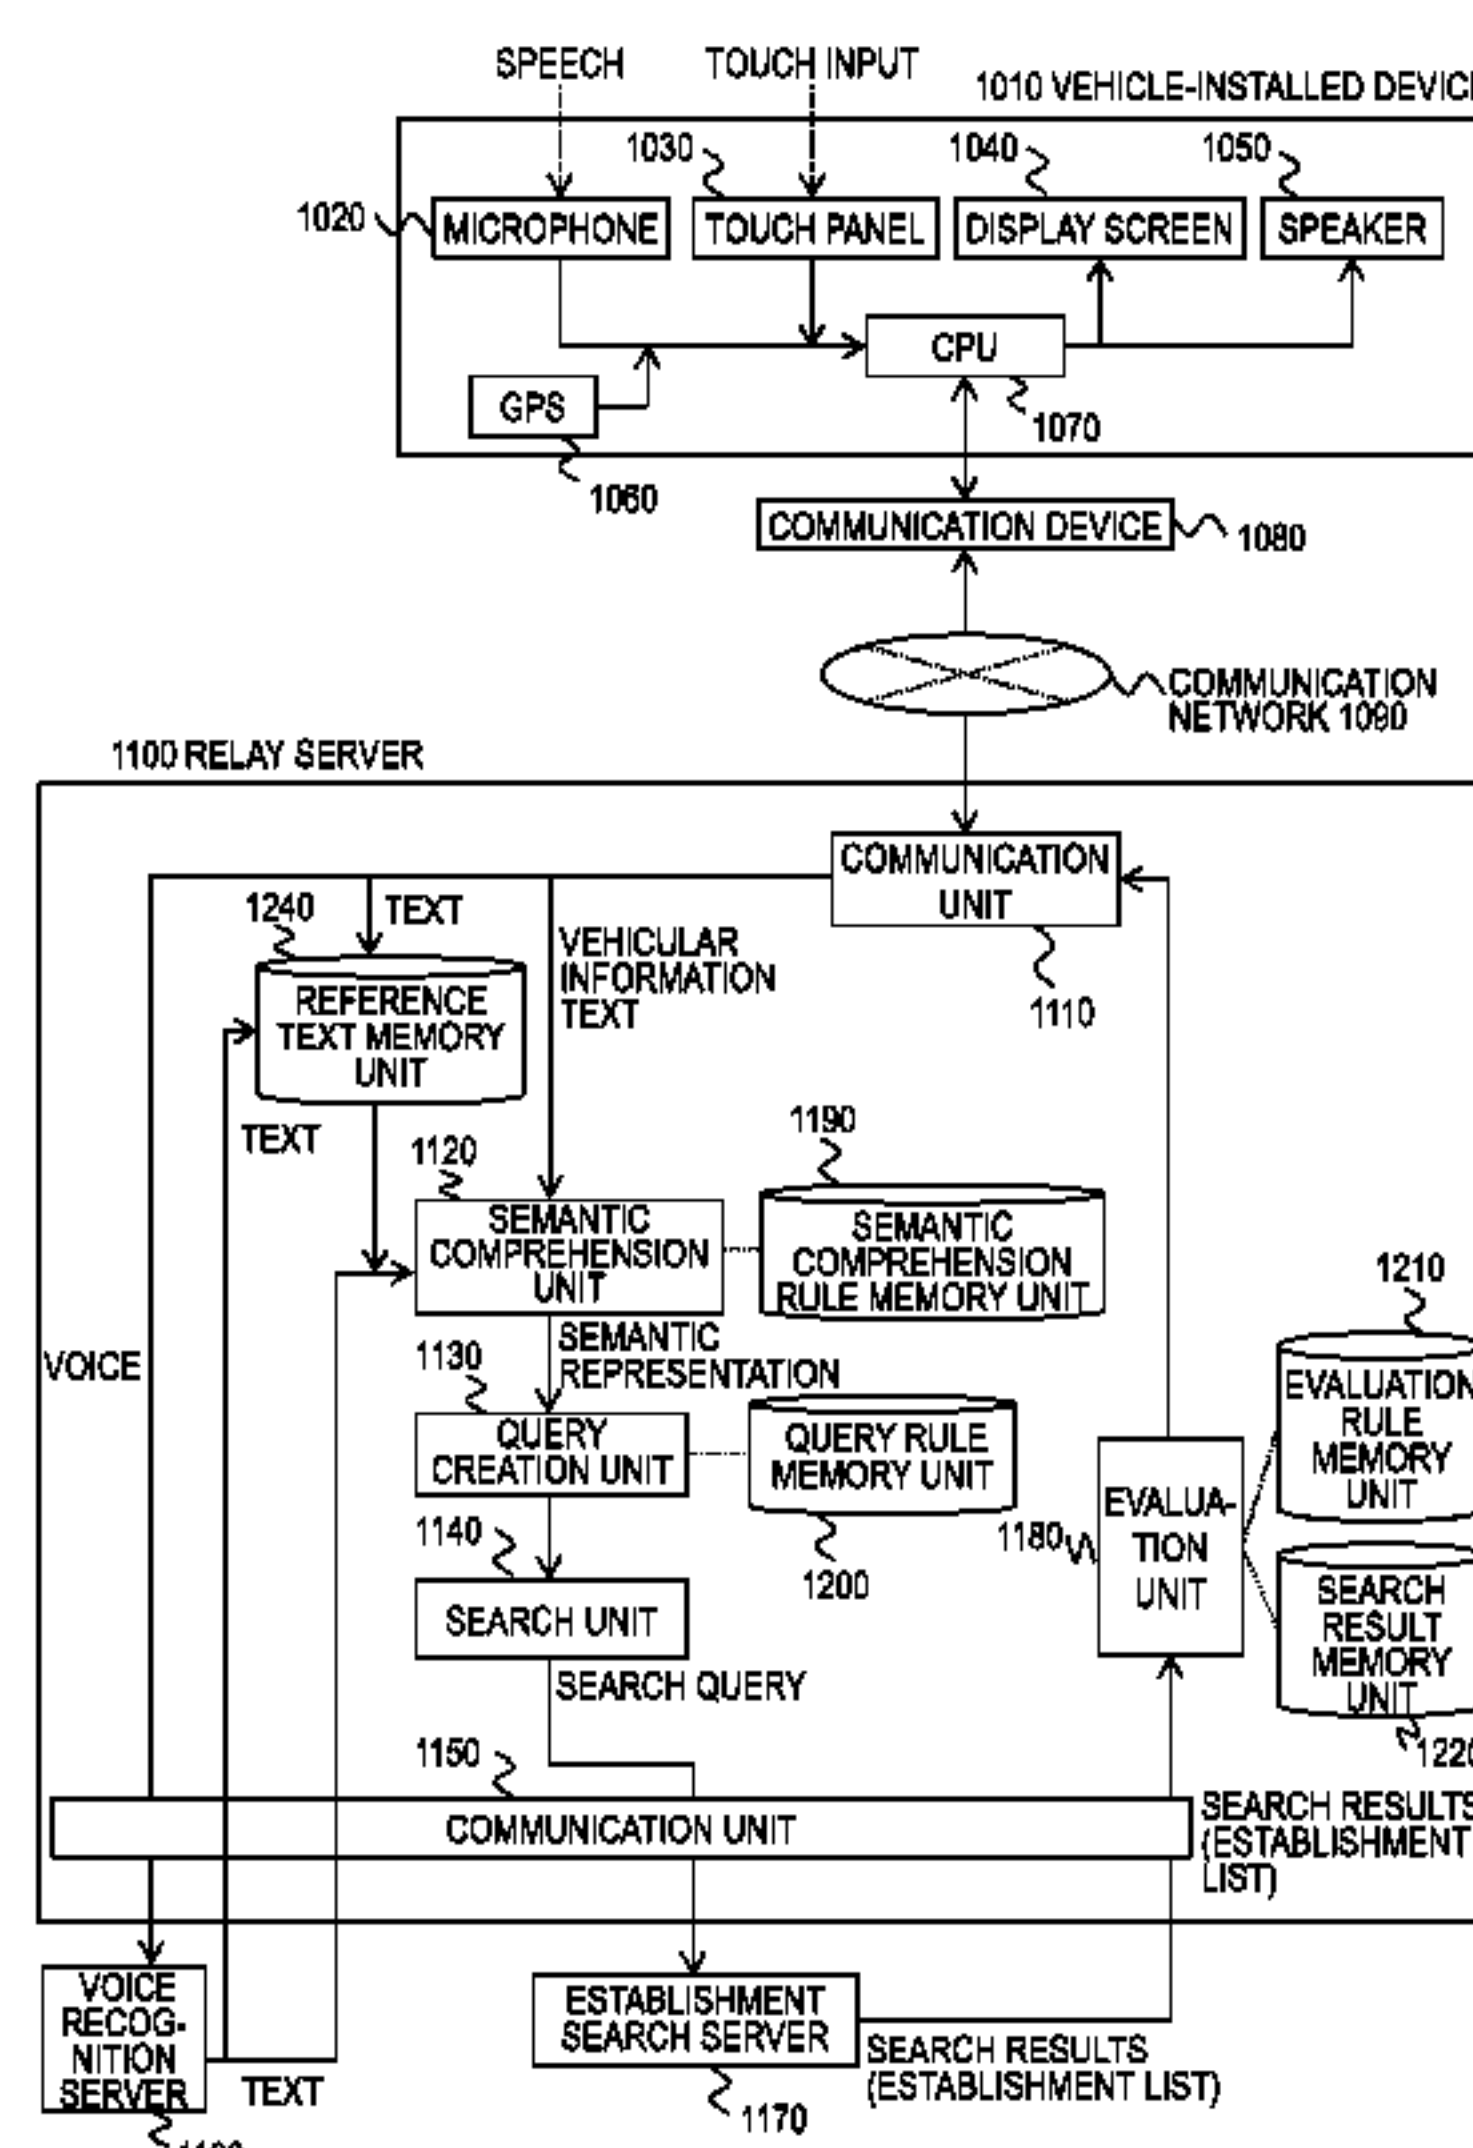 SPEECH
TOUCH INPUT
1010 VEHICLE-INSTALLED
1030
1040
1050
1020
MICROPHONE
TOUCH PANEL
DISPLAY SCREEN
SPEAKER
CPU
GPS
1070
1060
COMMUNICATION DEVICE
1080
COMMUNICATION
NETWORK 1090
1100 RELAY SERVER
COMMUNICATION
UNIT
1110
1240
TEXT
VEHICULAR
INFORMATION
TEXT
REFERENCE
TEXT MEMORY
UNIT
TEXT
1120
1190
SEMANTIC
COMPREHENSION
UNIT
SEMANTIC
COMPREHENSION
RULE MEMORY UNIT
1210
VOICE
1130
SEMANTIC
REPRESENTATION
EVALUATION
RULE
MEMORY
UNIT
QUERY
CREATION UNIT
QUERY RULE
MEMORY UNIT
1140
1200
1180
EVALUA-
TION
UNIT
SEARCH UNIT
SEARCH
RESULT
MEMORY
UNIT
SEARCH QUERY
1150
1220
COMMUNICATION UNIT
SEARCH RESULTS
(ESTABLISHMENT
LIST)
VOICE
RECOG-
NITION
SERVER
TEXT
ESTABLISHMENT
SEARCH SERVER
SEARCH RESULTS
(ESTABLISHMENT LIST)
1170